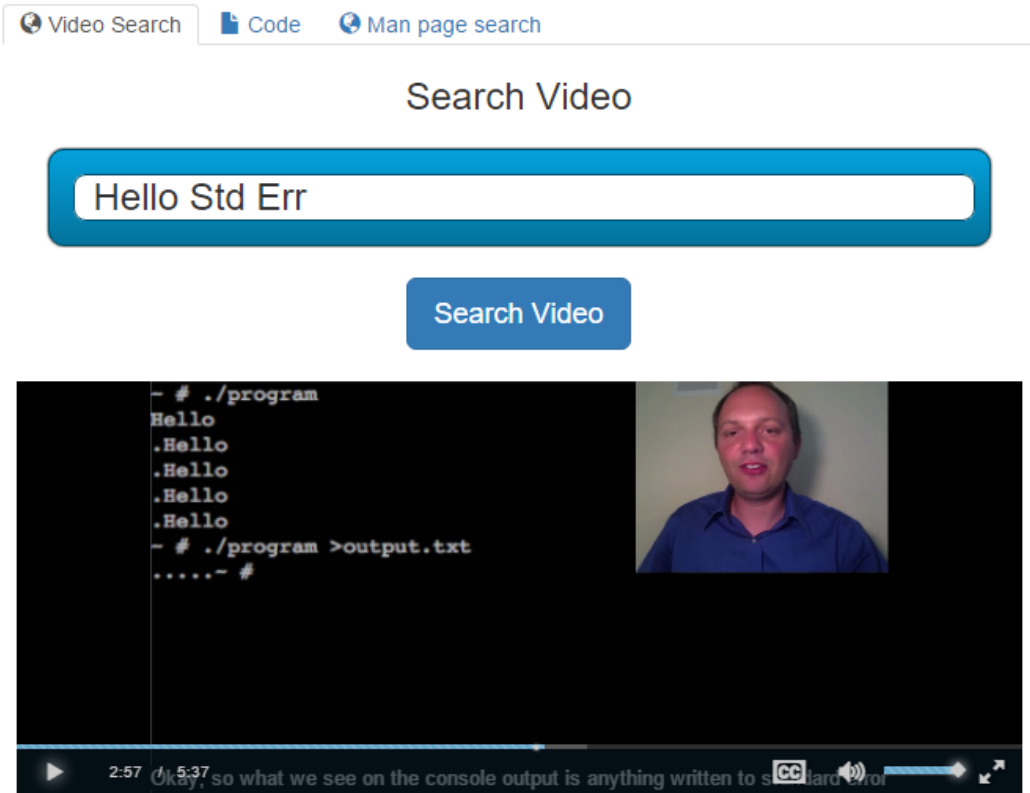 Video Search Code Man page search
Search Video
Hello Std Err
Search Video
~ # ./program
Hello
.Hello
.Hello
.Hello
.Hello
~ # ./program >output.txt
.....~ #
2:57 / 5:37
Okay, so what we see on the console output is anything written to standard error
CC